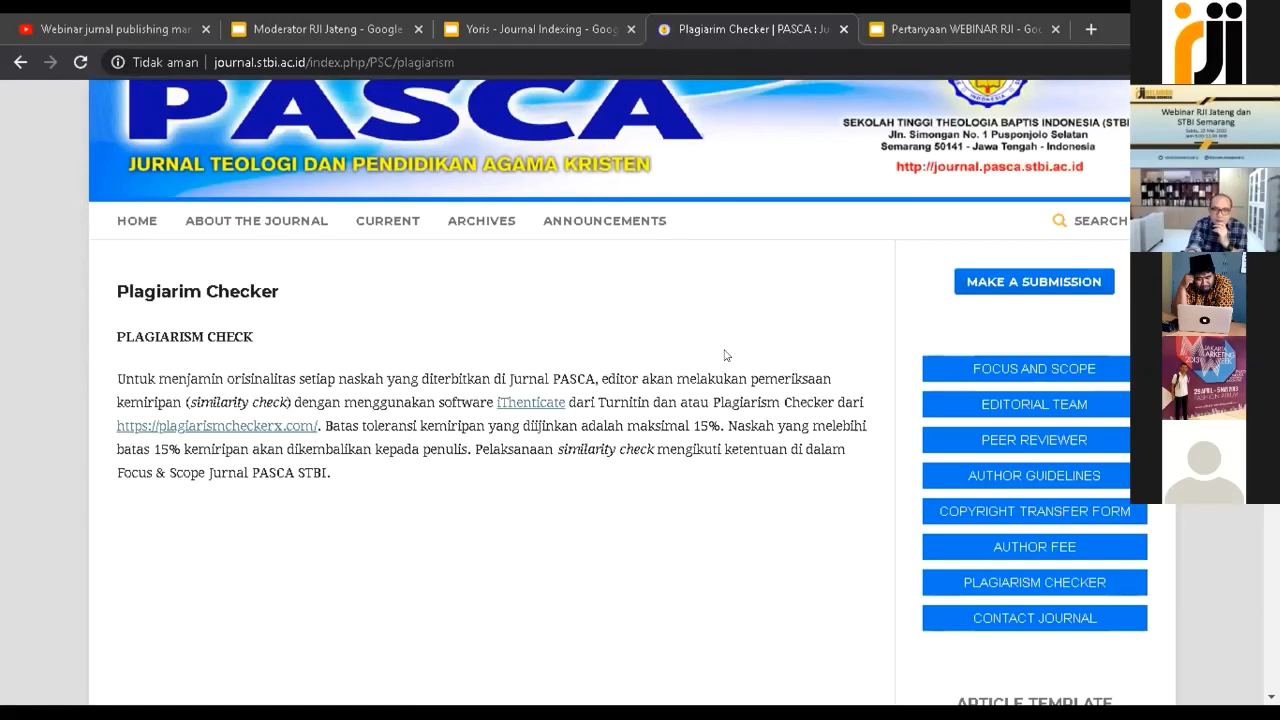 Webinar jurnal publishing ma
Moderator RJI Jateng - Google
Yoris - Journal Indexing - Goog
Plagiarim Checker | PASCA : Ju
Pertanyaan WEBINAR RJI - Goo
Tidak aman | journal.stbi.ac.id/index.php/PSC/plagiarism
PASCA
JURNAL TEOLOGI DAN PENDIDIKAN AGAMA KRISTEN
INDONESIA
SEKOLAH TINGGI THEOLOGIA BAPTIS INDONESIA (STBI
Jln. Simongan No. 1 Pusponjolo Selatan
Semarang 50141 - Jawa Tengah - Indonesia
http://journal.pasca.stbi.ac.id
HOME
ABOUT THE JOURNAL
CURRENT
ARCHIVES
ANNOUNCEMENTS
SEARCH
Plagiarim Checker
PLAGIARISM CHECK
Untuk menjamin orisinalitas setiap naskah yang diterbitkan di Jurnal PASCA, editor akan melakukan pemeriksaan
kemiripan (similarity check) dengan menggunakan software iThenticate dari Turnitin dan atau Plagiarism Checker dari
https://plagiarismcheckerx.com/. Batas toleransi kemiripan yang diijinkan adalah maksimal 15%. Naskah yang melebihi
batas 15% kemiripan akan dikembalikan kepada penulis. Pelaksanaan similarity check mengikuti ketentuan di dalam
Focus & Scope Jurnal PASCA STBI.
MAKE A SUBMISSION
FOCUS AND SCOPE
EDITORIAL TEAM
PEER REVIEWER
AUTHOR GUIDELINES
COPYRIGHT TRANSFER FORM
AUTHOR FEE
PLAGIARISM CHECKER
CONTACT JOURNAL
ARTICLE TEMPLATE
rji
Webinar RJI Jateng dan
STBI Semarang
JAKARTA
MARKETING
WEEK
2013